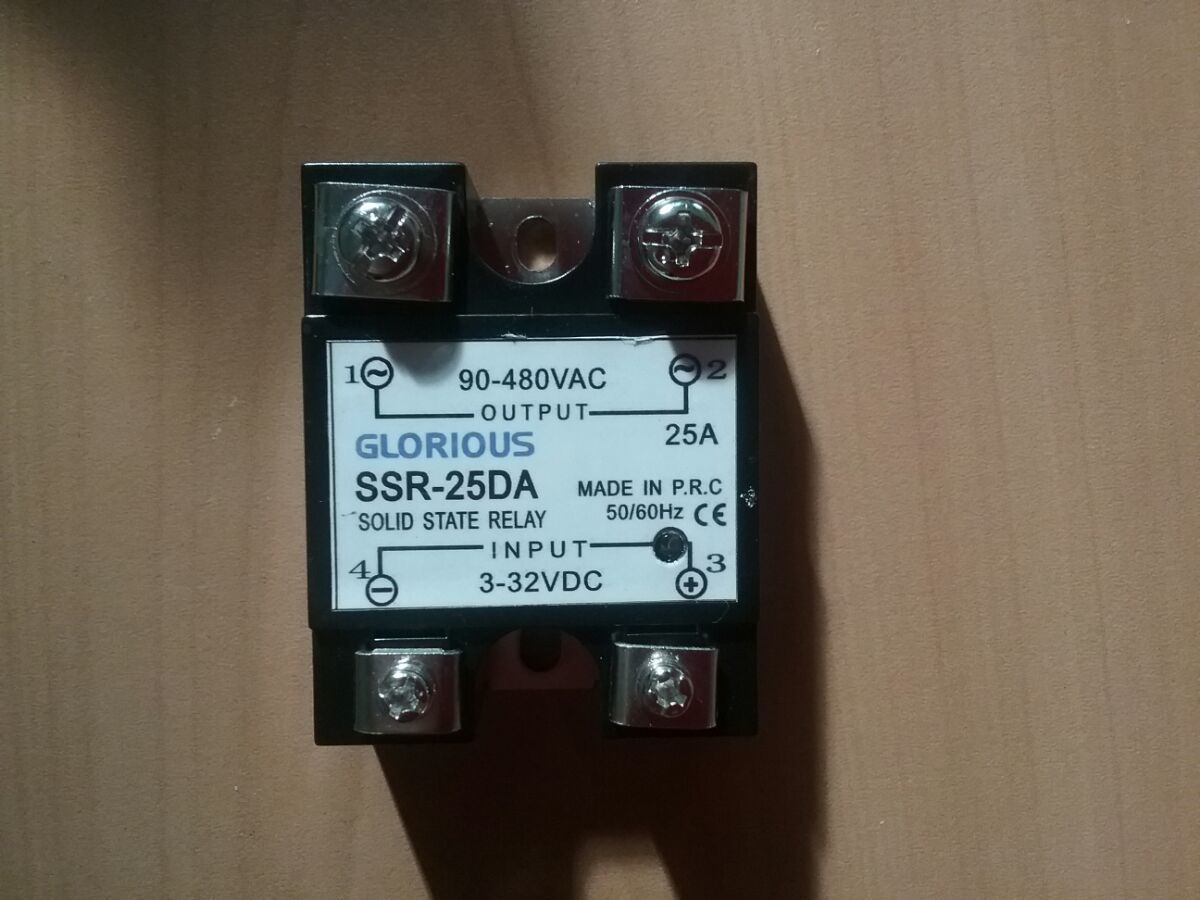 1 90-480VAC 2
OUTPUT
GLORIOUS 25A
SSR-25DA
MADE IN P.R.C
SOLID STATE RELAY 50/60Hz CE
INPUT
4 3-32VDC 3